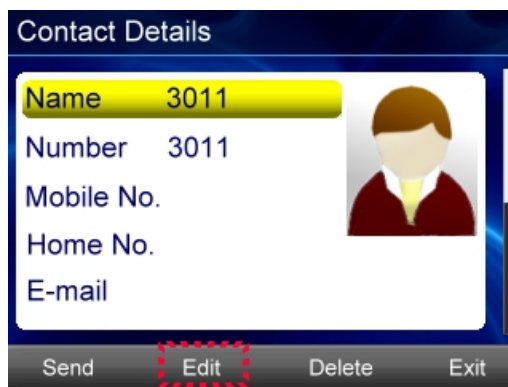 Contact Details
Name 3011
Number 3011
Mobile No.
Home No.
E-mail
Send Edit Delete Exit